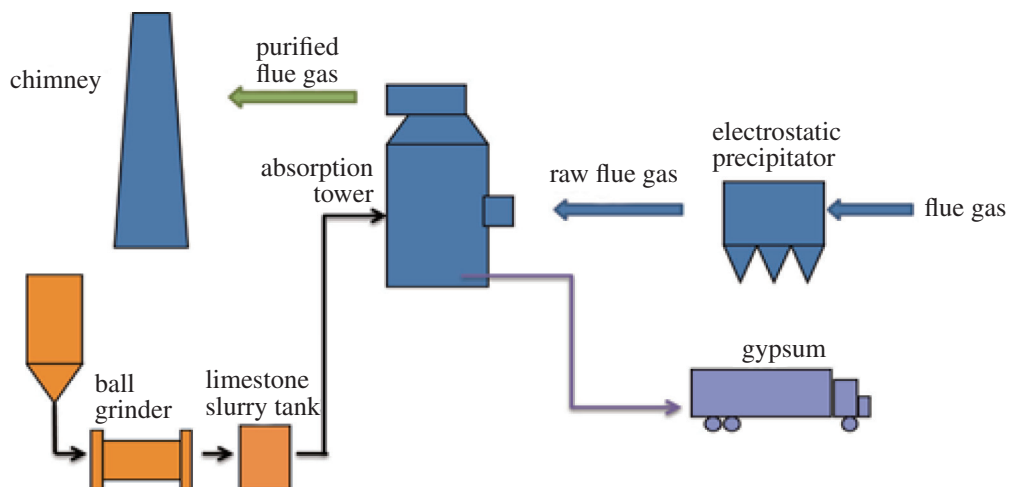 purified
flue gas
chimney
electrostatic
precipitator
absorption
tower
raw flue gas
flue gas
gypsum
ball
grinder
limestone
slurry tank